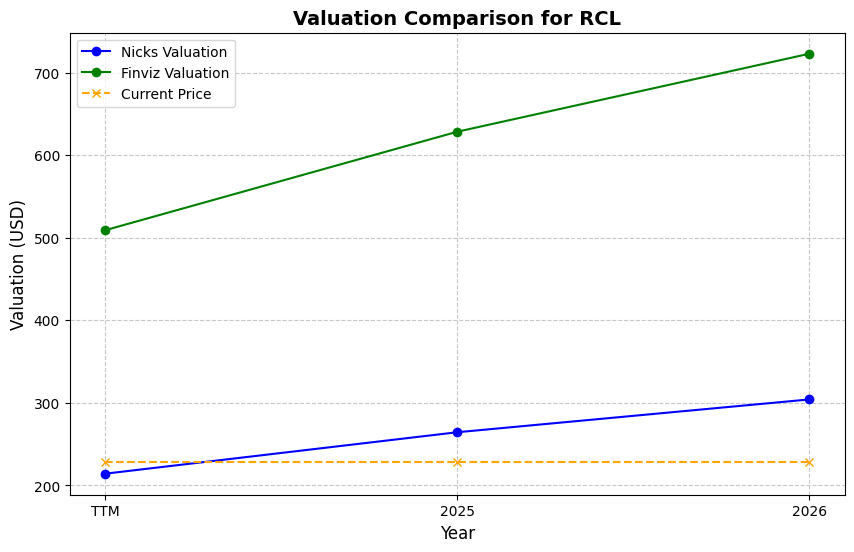 Valuation Comparison for RCL
Nicks Valuation
Finviz Valuation
Current Price
Valuation (USD)
700
600
500
400
300
200
TTM
2025
2026
Year